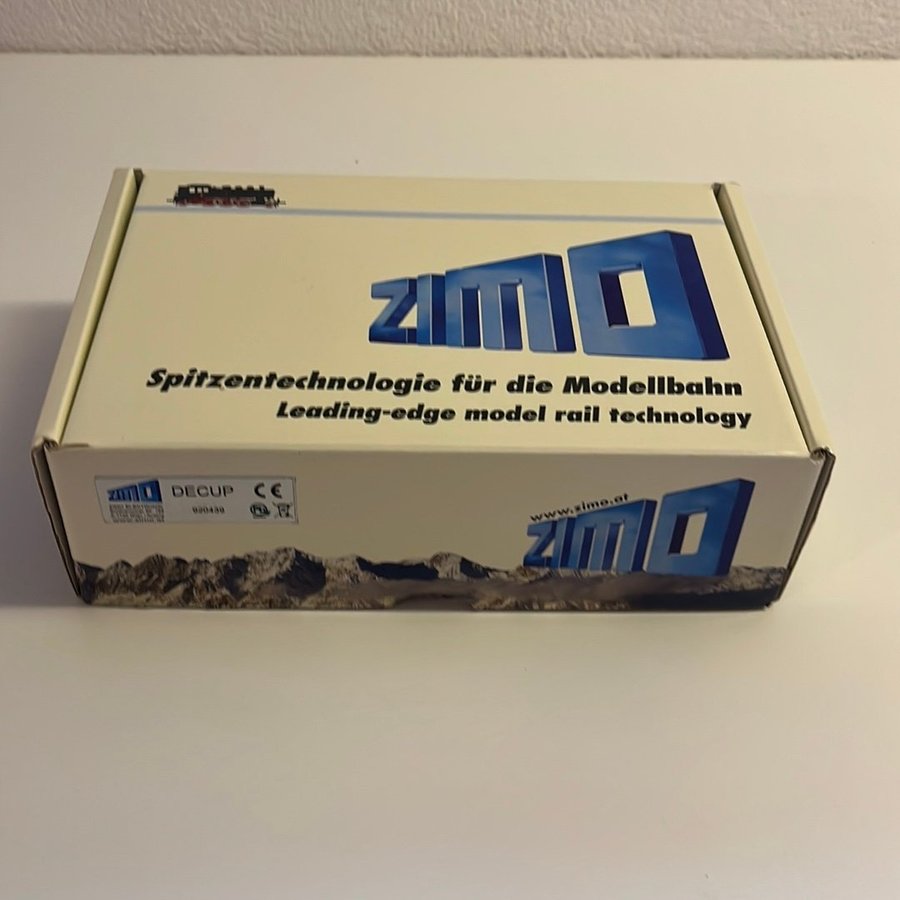 ZIMO
Spitzentechnologie für die Modellbahn
Leading-edge model rail technology
ZIMO
DECUP
CE
www.zimo.at
ZIMO